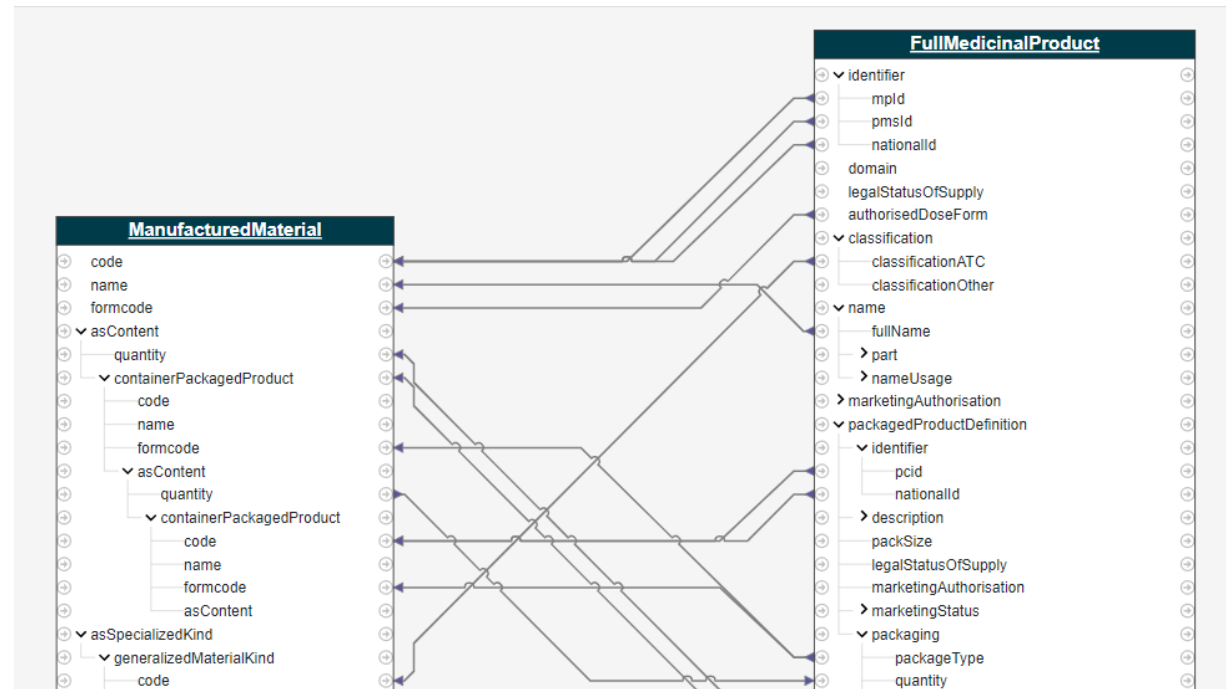 FullMedicinalProduct
identifier
mpId
pmsId
nationalId
domain
legalStatusOfSupply
authorisedDoseForm
classification
classificationATC
classificationOther
name
fullName
part
nameUsage
marketingAuthorisation
packagedProductDefinition
identifier
pcid
nationalId
description
packSize
legalStatusOfSupply
marketingAuthorisation
marketingStatus
packaging
packageType
quantity
ManufacturedMaterial
code
name
formcode
asContent
quantity
containerPackagedProduct
code
name
formcode
asContent
quantity
containerPackagedProduct
code
name
formcode
asContent
asSpecializedKind
generalizedMaterialKind
code